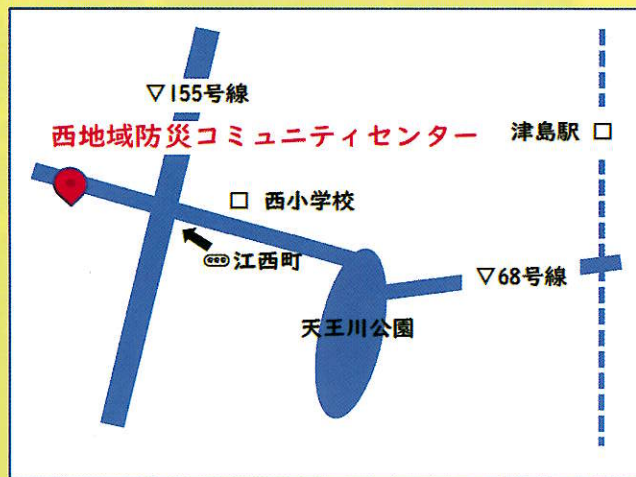 ▽155号線
西地域防災コミュニティセンター
津島駅 □
□ 西小学校
江西町
▽68号線
天王川公園